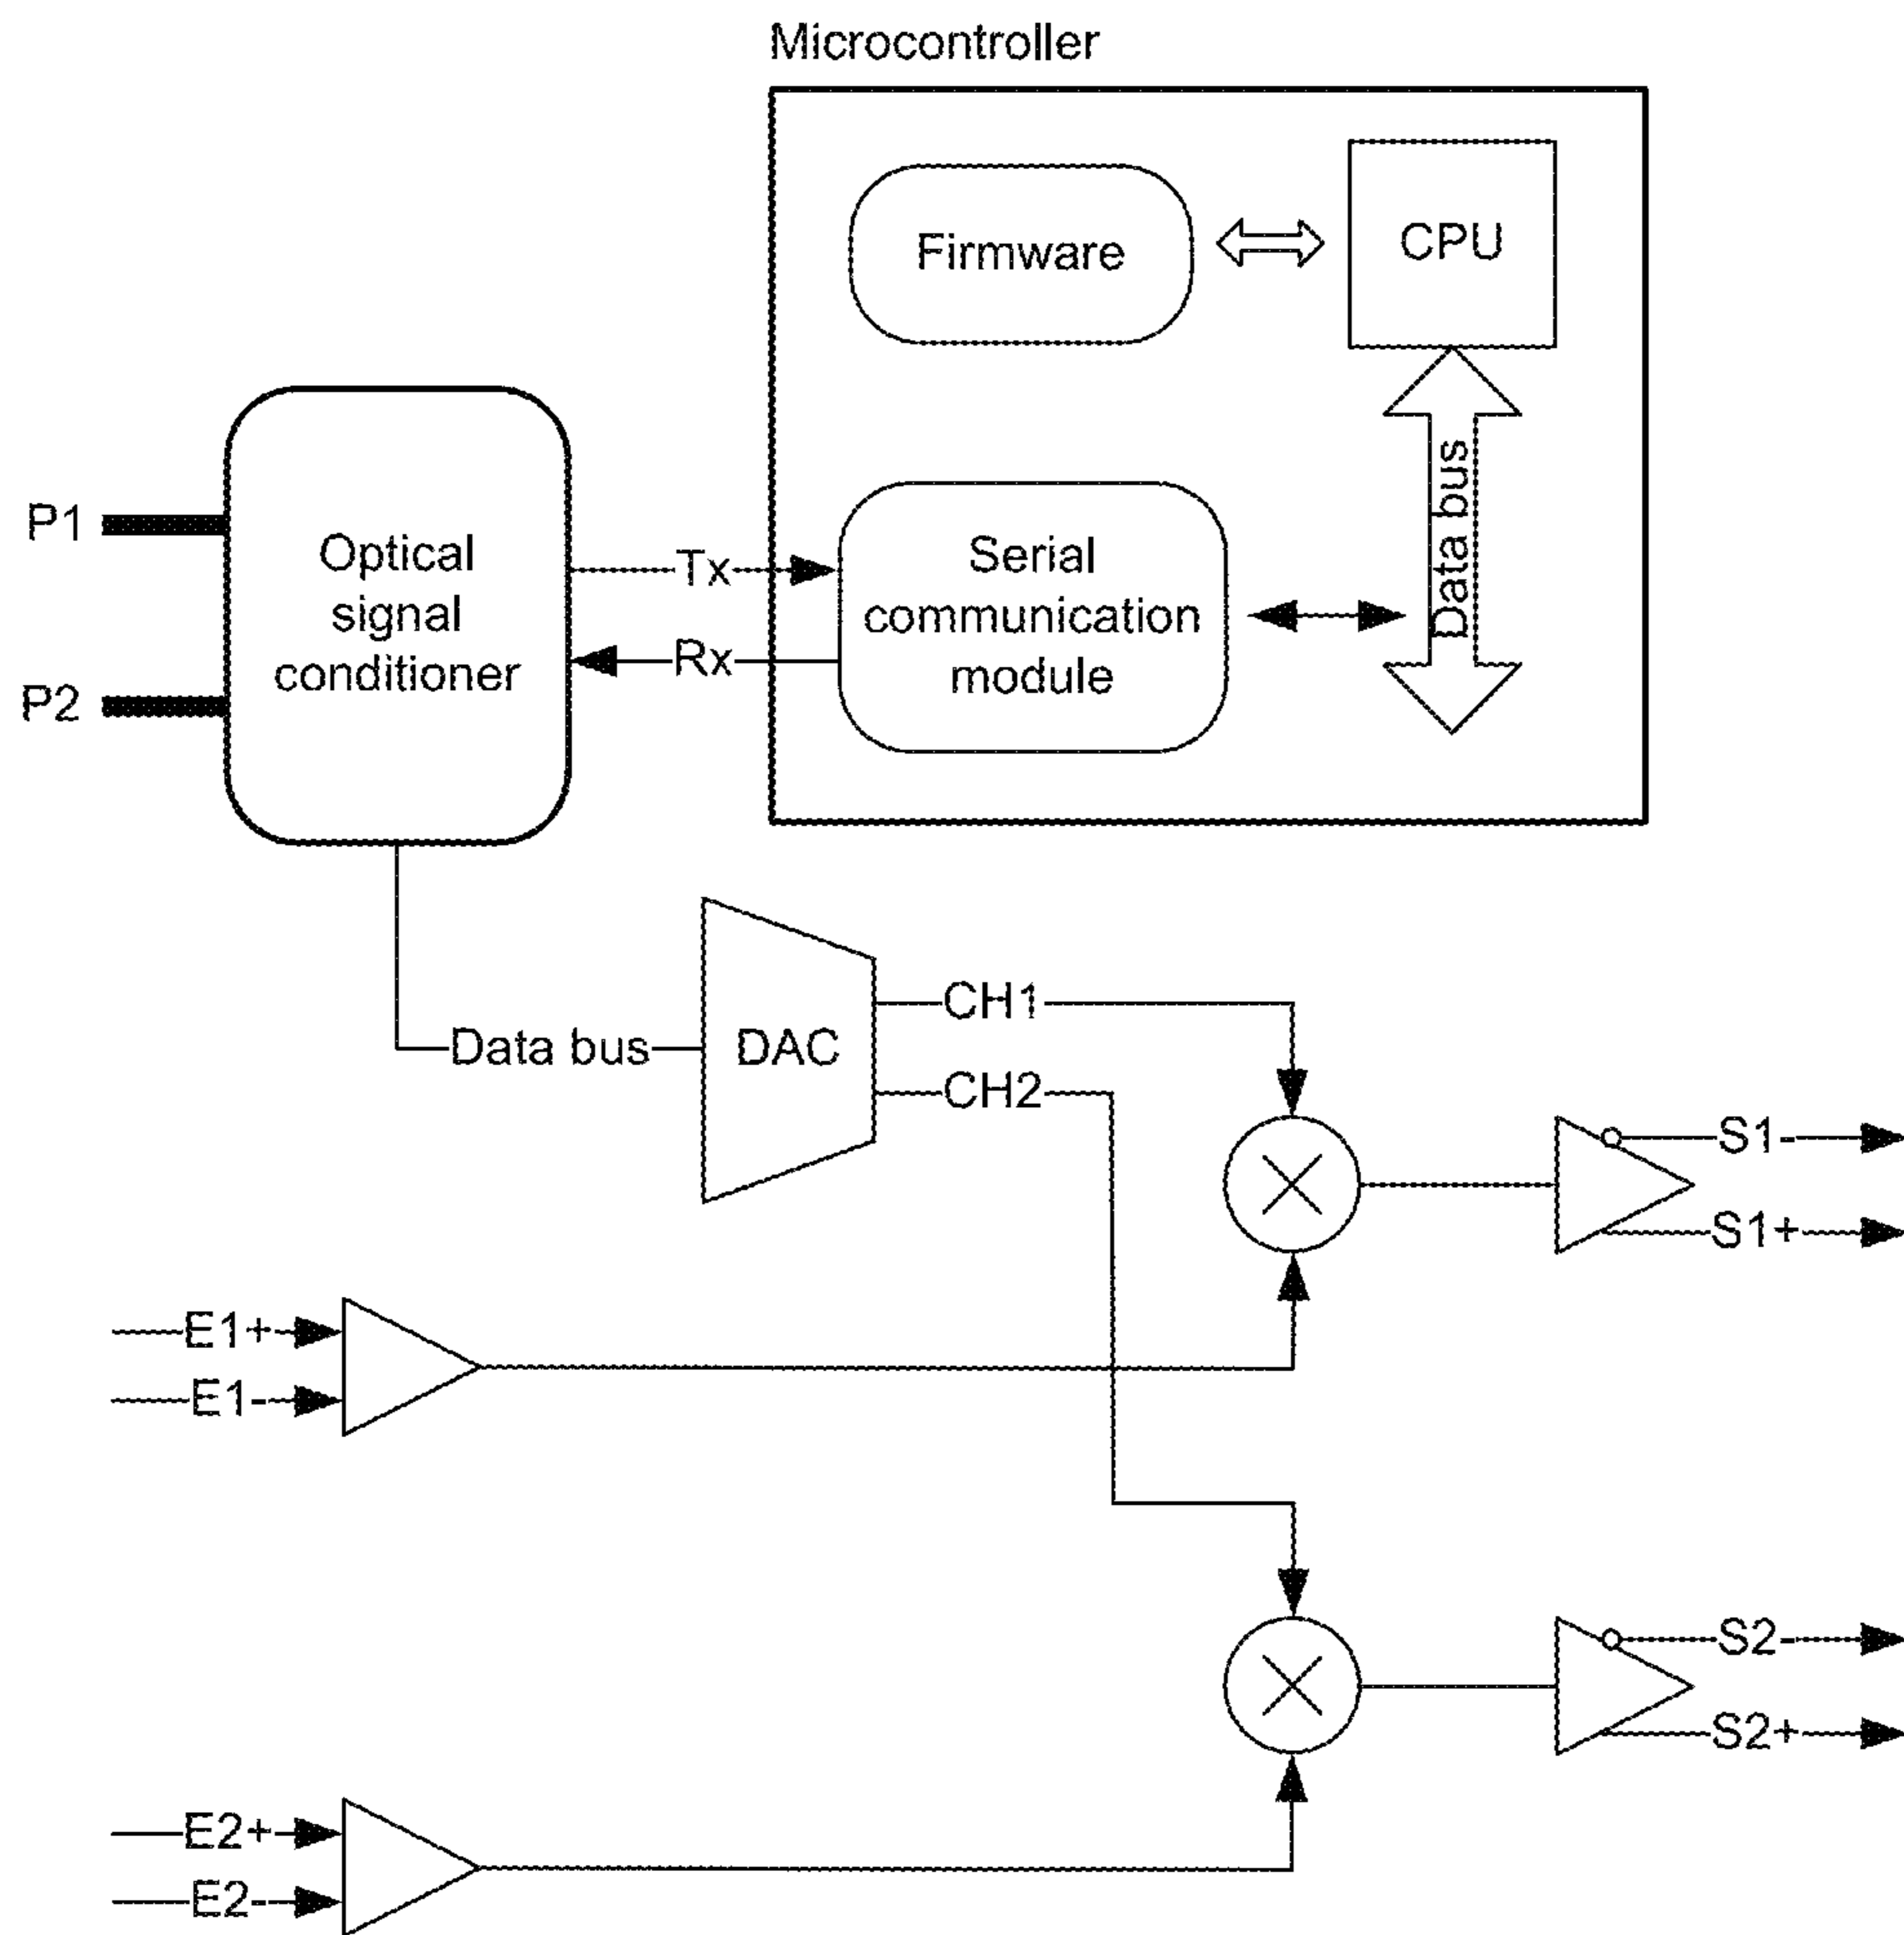 Microcontroller
Firmware
CPU
Data bus
P1
P2
Optical
signal
conditioner
Tx
Rx
Serial
communication
module
Data bus
DAC
CH1
CH2
S1-
S1+
E1+
E1-
S2-
S2+
E2+
E2-